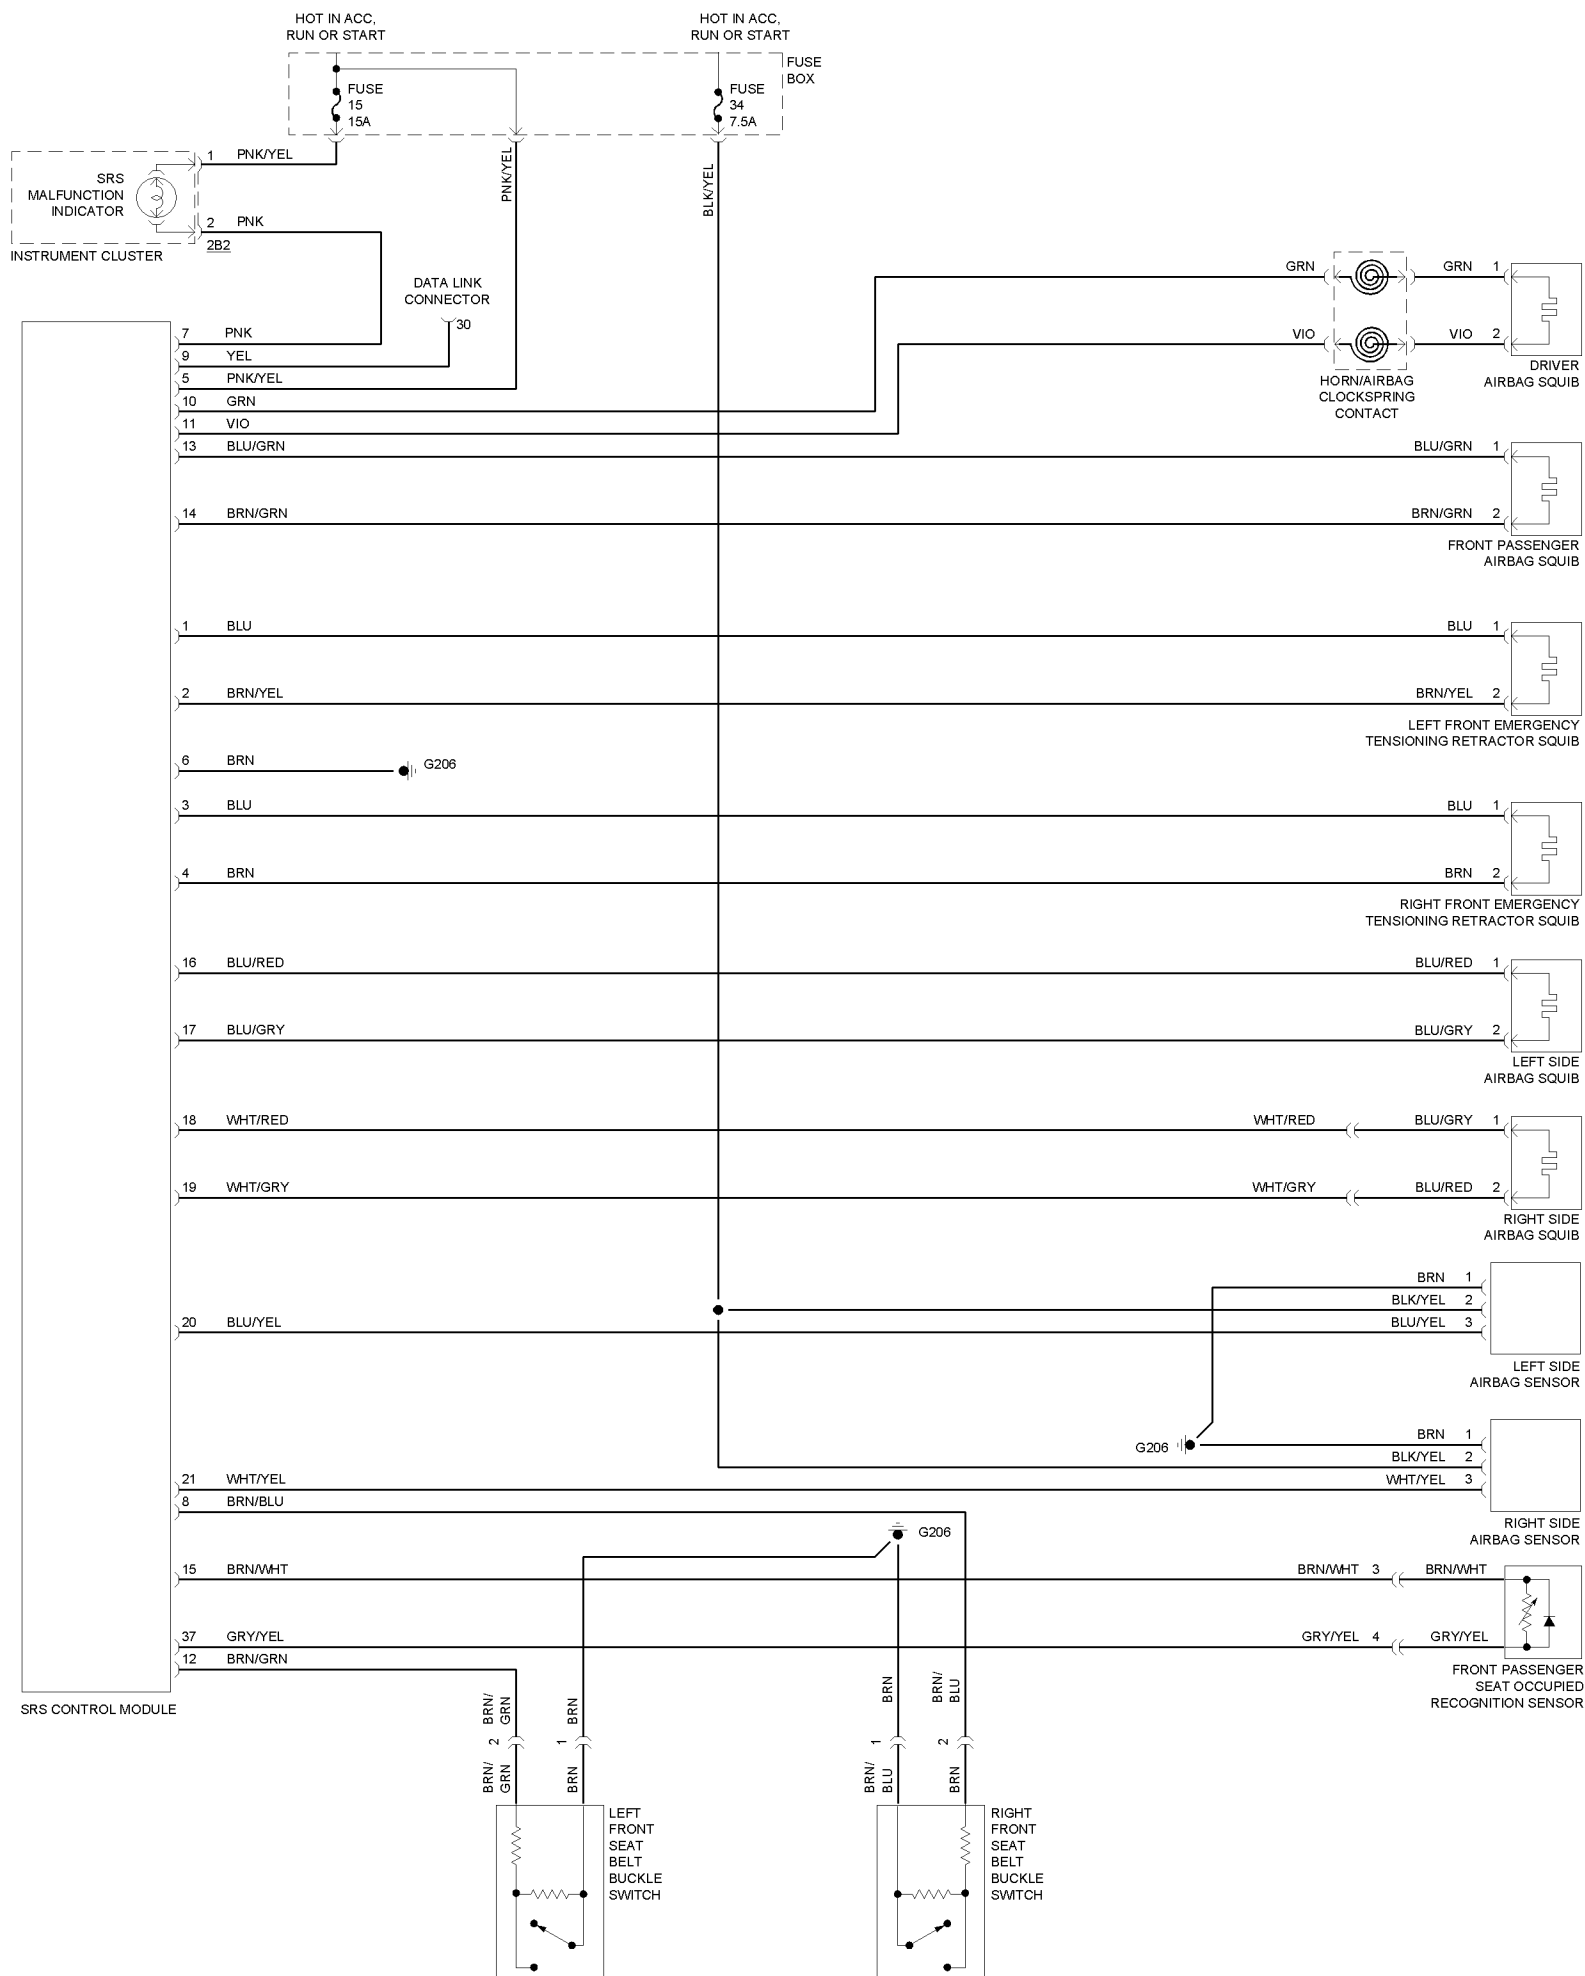 HOT IN ACC,
RUN OR START
HOT IN ACC,
RUN OR START
FUSE
BOX
FUSE
15
15A
FUSE
34
7.5A
1 PNK/YEL
PNK/YEL
BLK/YEL
SRS
MALFUNCTION
INDICATOR
2 PNK
2B2
INSTRUMENT CLUSTER
DATA LINK
CONNECTOR
30
GRN GRN 1
VIO VIO 2
DRIVER
AIRBAG SQUIB
HORN/AIRBAG
CLOCKSPRING
CONTACT
7 PNK
9 YEL
5 PNK/YEL
10 GRN
11 VIO
13 BLU/GRN BLU/GRN 1
14 BRN/GRN BRN/GRN 2
FRONT PASSENGER
AIRBAG SQUIB
1 BLU BLU 1
2 BRN/YEL BRN/YEL 2
LEFT FRONT EMERGENCY
TENSIONING RETRACTOR SQUIB
6 BRN G206
3 BLU BLU 1
4 BRN BRN 2
RIGHT FRONT EMERGENCY
TENSIONING RETRACTOR SQUIB
16 BLU/RED BLU/RED 1
17 BLU/GRY BLU/GRY 2
LEFT SIDE
AIRBAG SQUIB
18 WHT/RED WHT/RED BLU/GRY 1
19 WHT/GRY WHT/GRY BLU/RED 2
RIGHT SIDE
AIRBAG SQUIB
BRN 1
BLK/YEL 2
20 BLU/YEL BLU/YEL 3
LEFT SIDE
AIRBAG SENSOR
G206 BRN 1
BLK/YEL 2
21 WHT/YEL WHT/YEL 3
8 BRN/BLU
RIGHT SIDE
AIRBAG SENSOR
G206
15 BRN/WHT BRN/WHT 3 BRN/WHT
37 GRY/YEL GRY/YEL 4 GRY/YEL
12 BRN/GRN
FRONT PASSENGER
SEAT OCCUPIED
RECOGNITION SENSOR
SRS CONTROL MODULE
BRN/
GRN
BRN
BRN
BRN/
BLU
2
1
1
2
BRN/
GRN
BRN
BRN/
BLU
BRN
LEFT
FRONT
SEAT
BELT
BUCKLE
SWITCH
RIGHT
FRONT
SEAT
BELT
BUCKLE
SWITCH